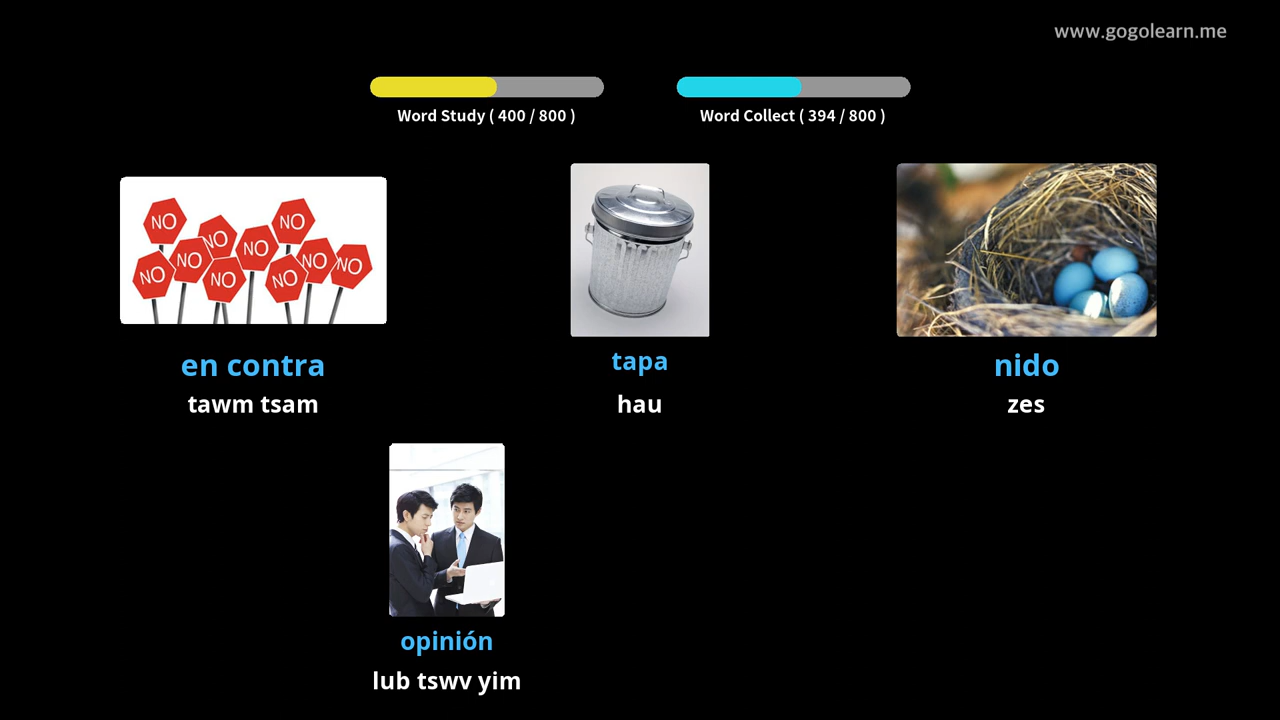 www.gogolearn.me
Word Study ( 400 / 800 )
Word Collect ( 394 / 800 )
NO
NO
NO
NO
NO
NO
NO
NO
NO
NO
en contra
tawm tsam
tapa
hau
nido
zes
opinión
lub tswv yim